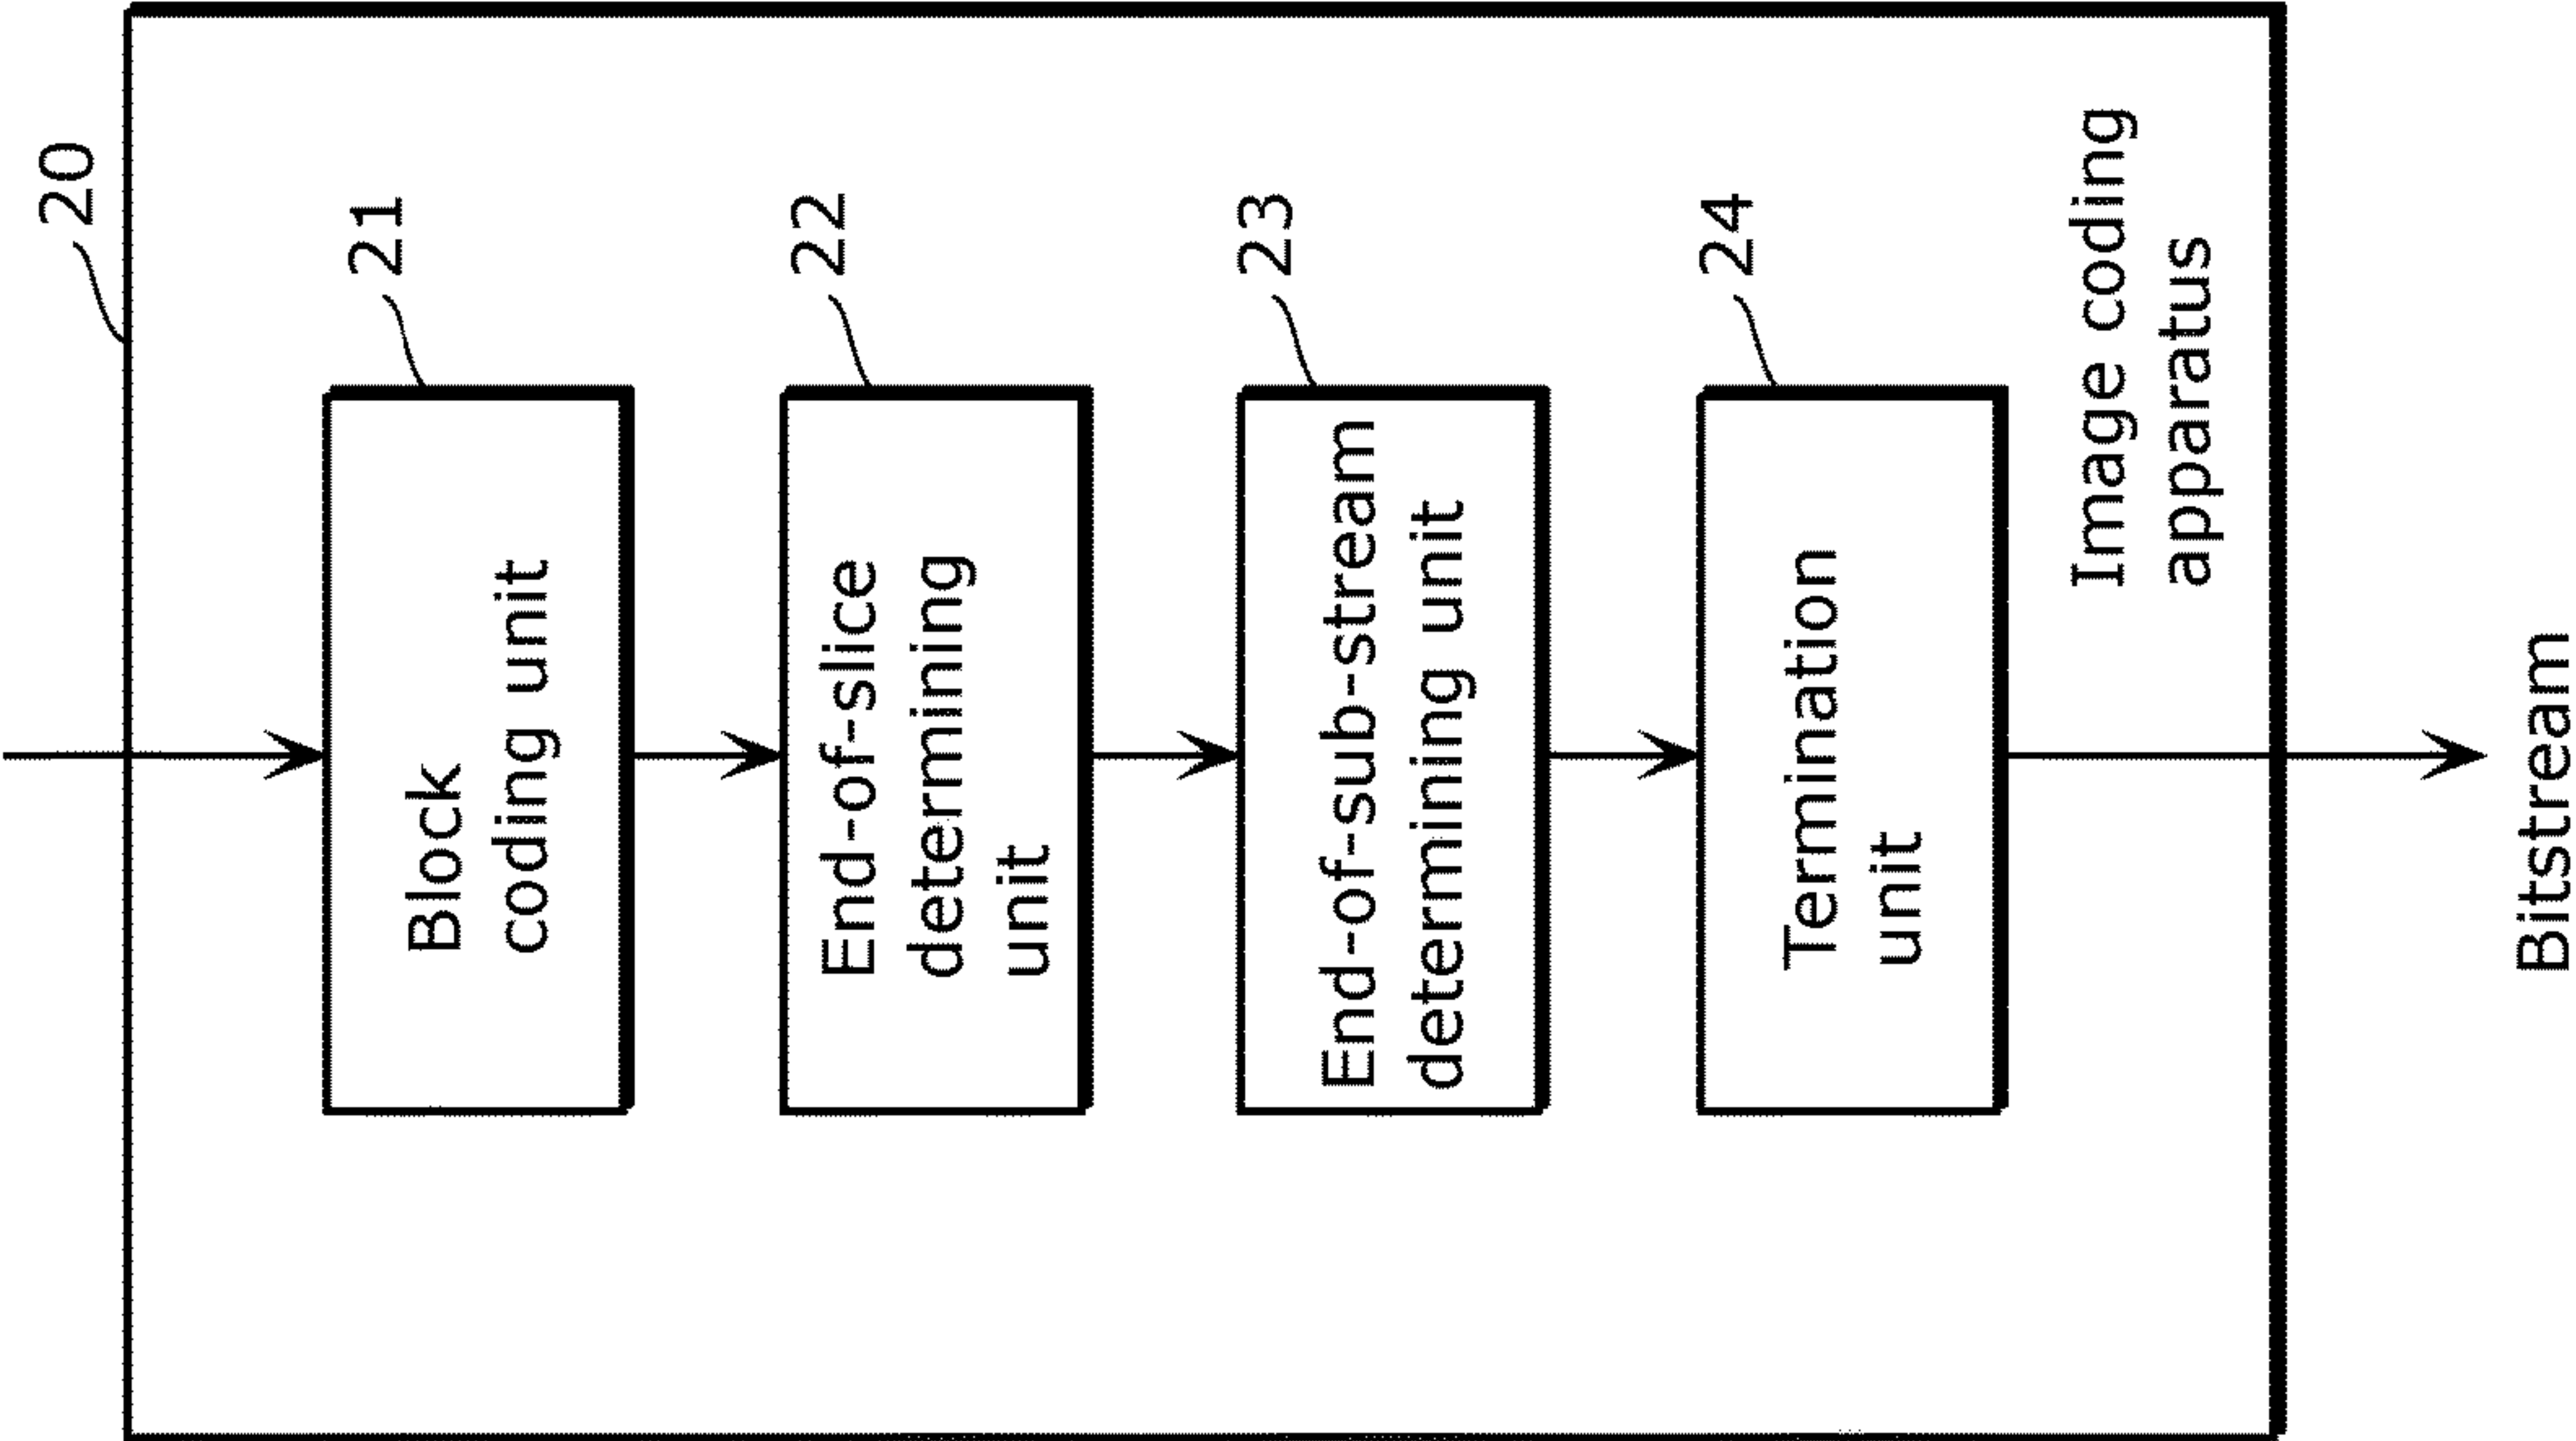 20
21
Block
coding unit
22
End-of-slice
determining
unit
23
End-of-sub-stream
determining unit
24
Termination
unit
Image coding
apparatus
Bitstream